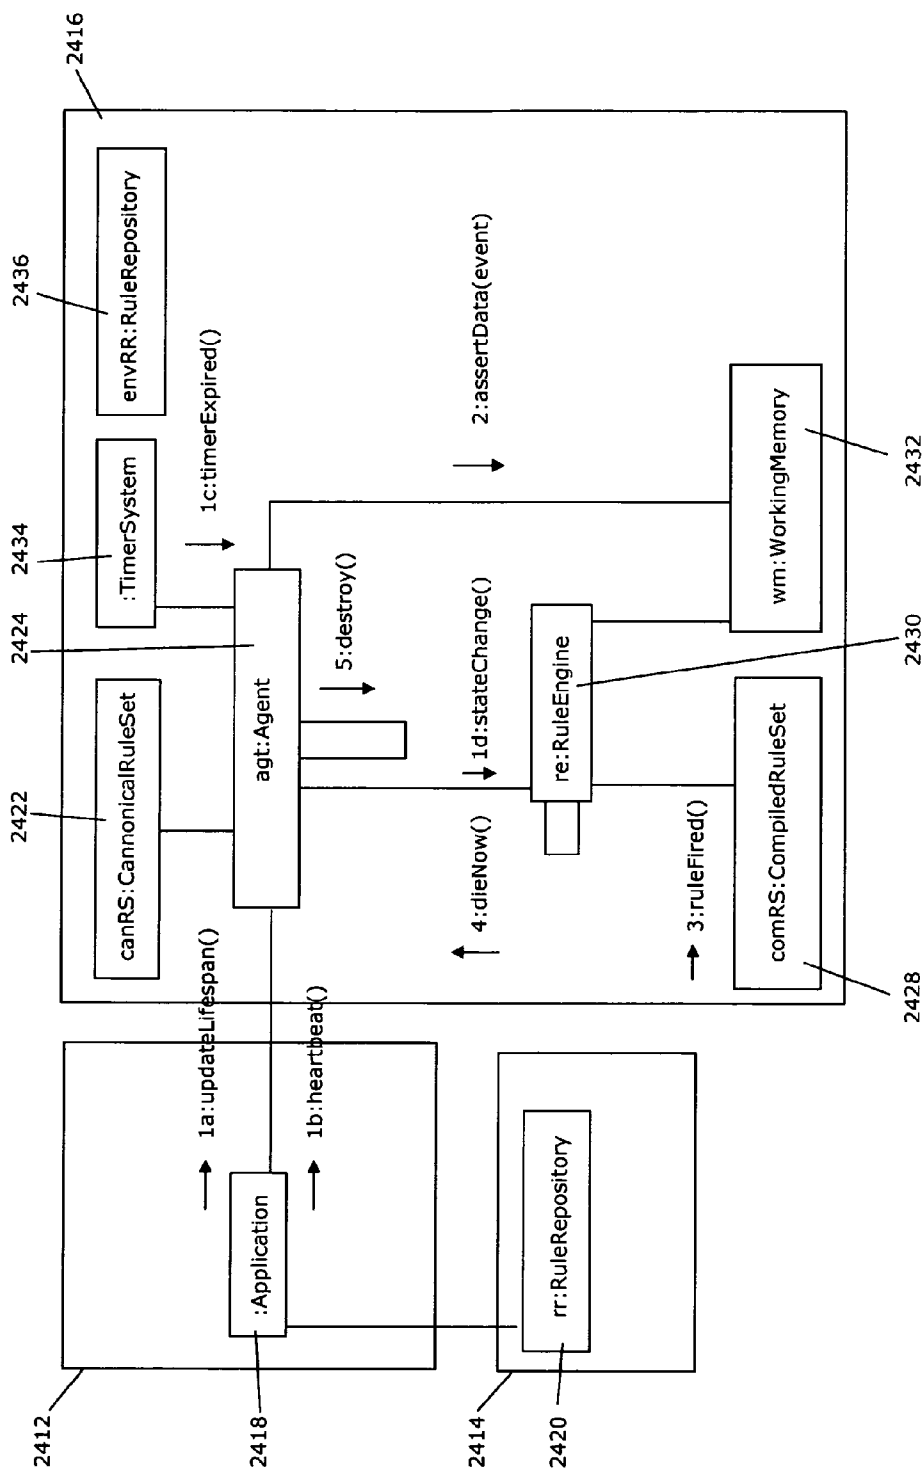 2412
2422
2424
2434
2436
2416
canRS:CannonicalRuleSet
:TimerSystem
envRR:RuleRepository
1a:updateLifespan()
1c:timerExpired()
2418
:Application
agt:Agent
1b:heartbeat()
5:destroy()
2414
4:dieNow()
1d:stateChange()
2:assertData(event)
2420
rr:RuleRepository
re:RuleEngine
3:ruleFired()
comRS:CompiledRuleSet
wm:WorkingMemory
2428
2430
2432